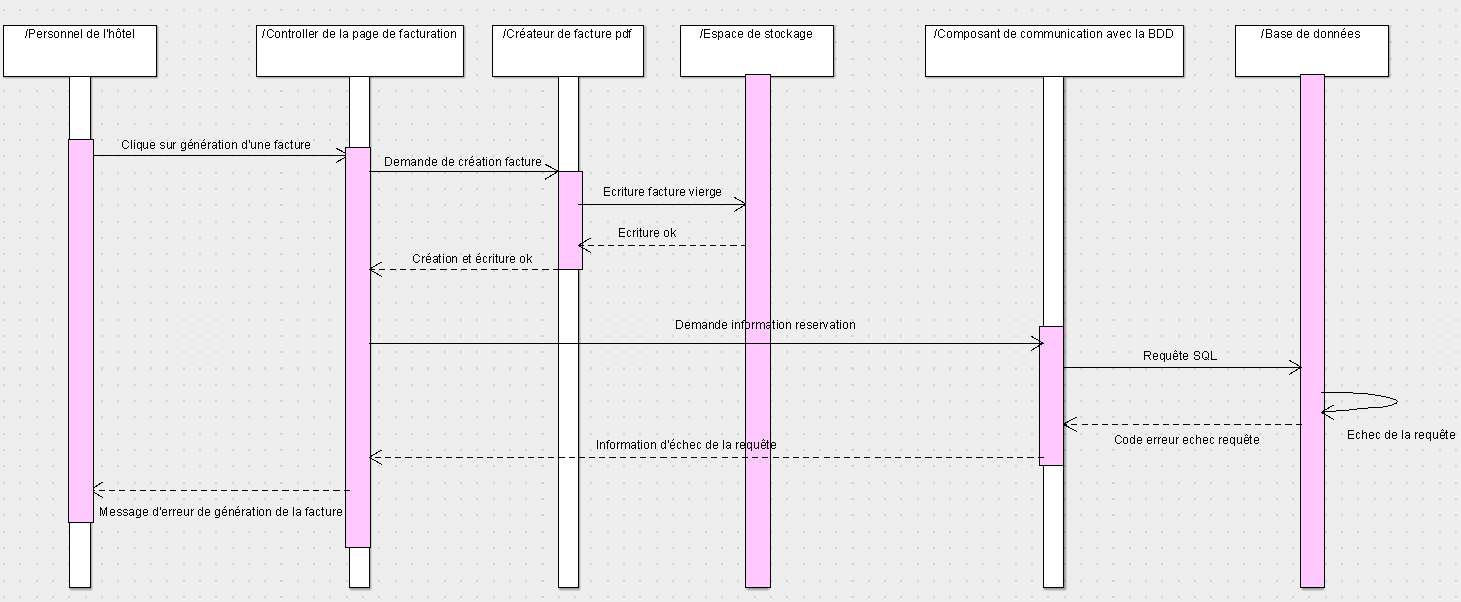 /Personnel de l'hôtel
/Controller de la page de facturation
/Créateur de facture pdf
/Espace de stockage
/Composant de communication avec la BDD
/Base de données
Clique sur génération d'une facture
Demande de création facture
Ecriture facture vierge
Ecriture ok
Création et écriture ok
Demande information reservation
Requête SQL
Echec de la requête
Code erreur echec requête
Information d'échec de la requête
Message d'erreur de génération de la facture